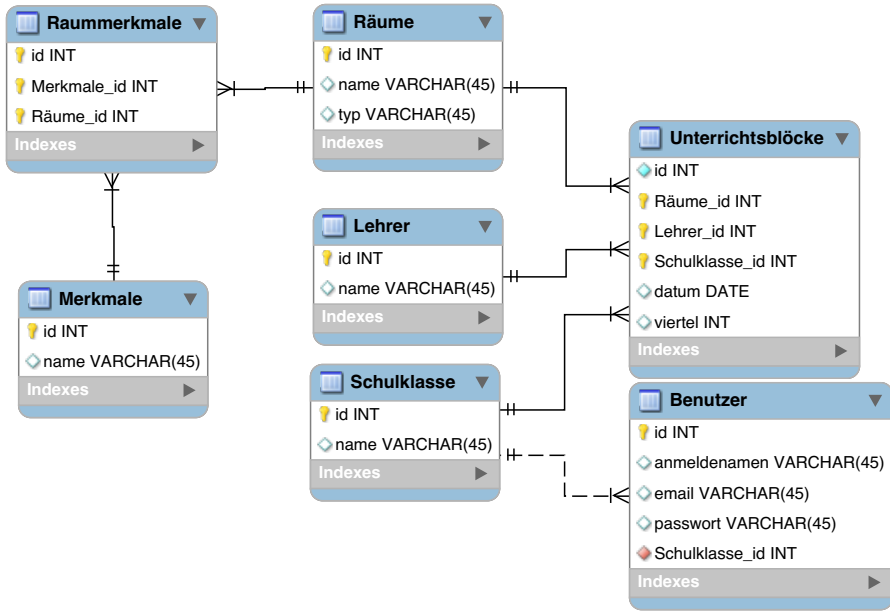 Raummerkmale
id INT
Merkmale_id INT
Räume_id INT
Indexes
Räume
id INT
name VARCHAR(45)
typ VARCHAR(45)
Indexes
Unterrichtsblöcke
id INT
Räume_id INT
Lehrer_id INT
Schulklasse_id INT
datum DATE
viertel INT
Indexes
Lehrer
id INT
name VARCHAR(45)
Indexes
Merkmale
id INT
name VARCHAR(45)
Indexes
Schulklasse
id INT
name VARCHAR(45)
Indexes
Benutzer
id INT
anmeldenamen VARCHAR(45)
email VARCHAR(45)
passwort VARCHAR(45)
Schulklasse_id INT
Indexes